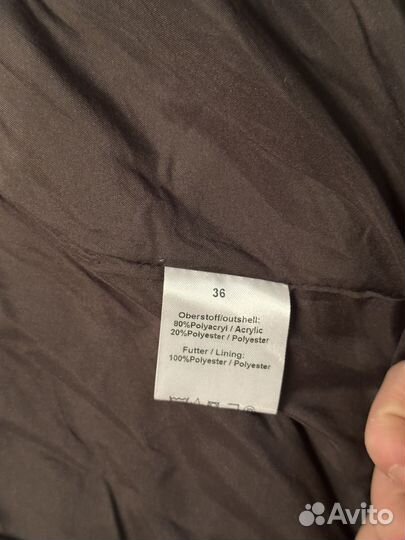 36
Oberstoff/outshell:
80%Polyacryl / Acrylic
20%Polyester / Polyester
Futter / Lining:
100%Polyester / Polyester
Avito